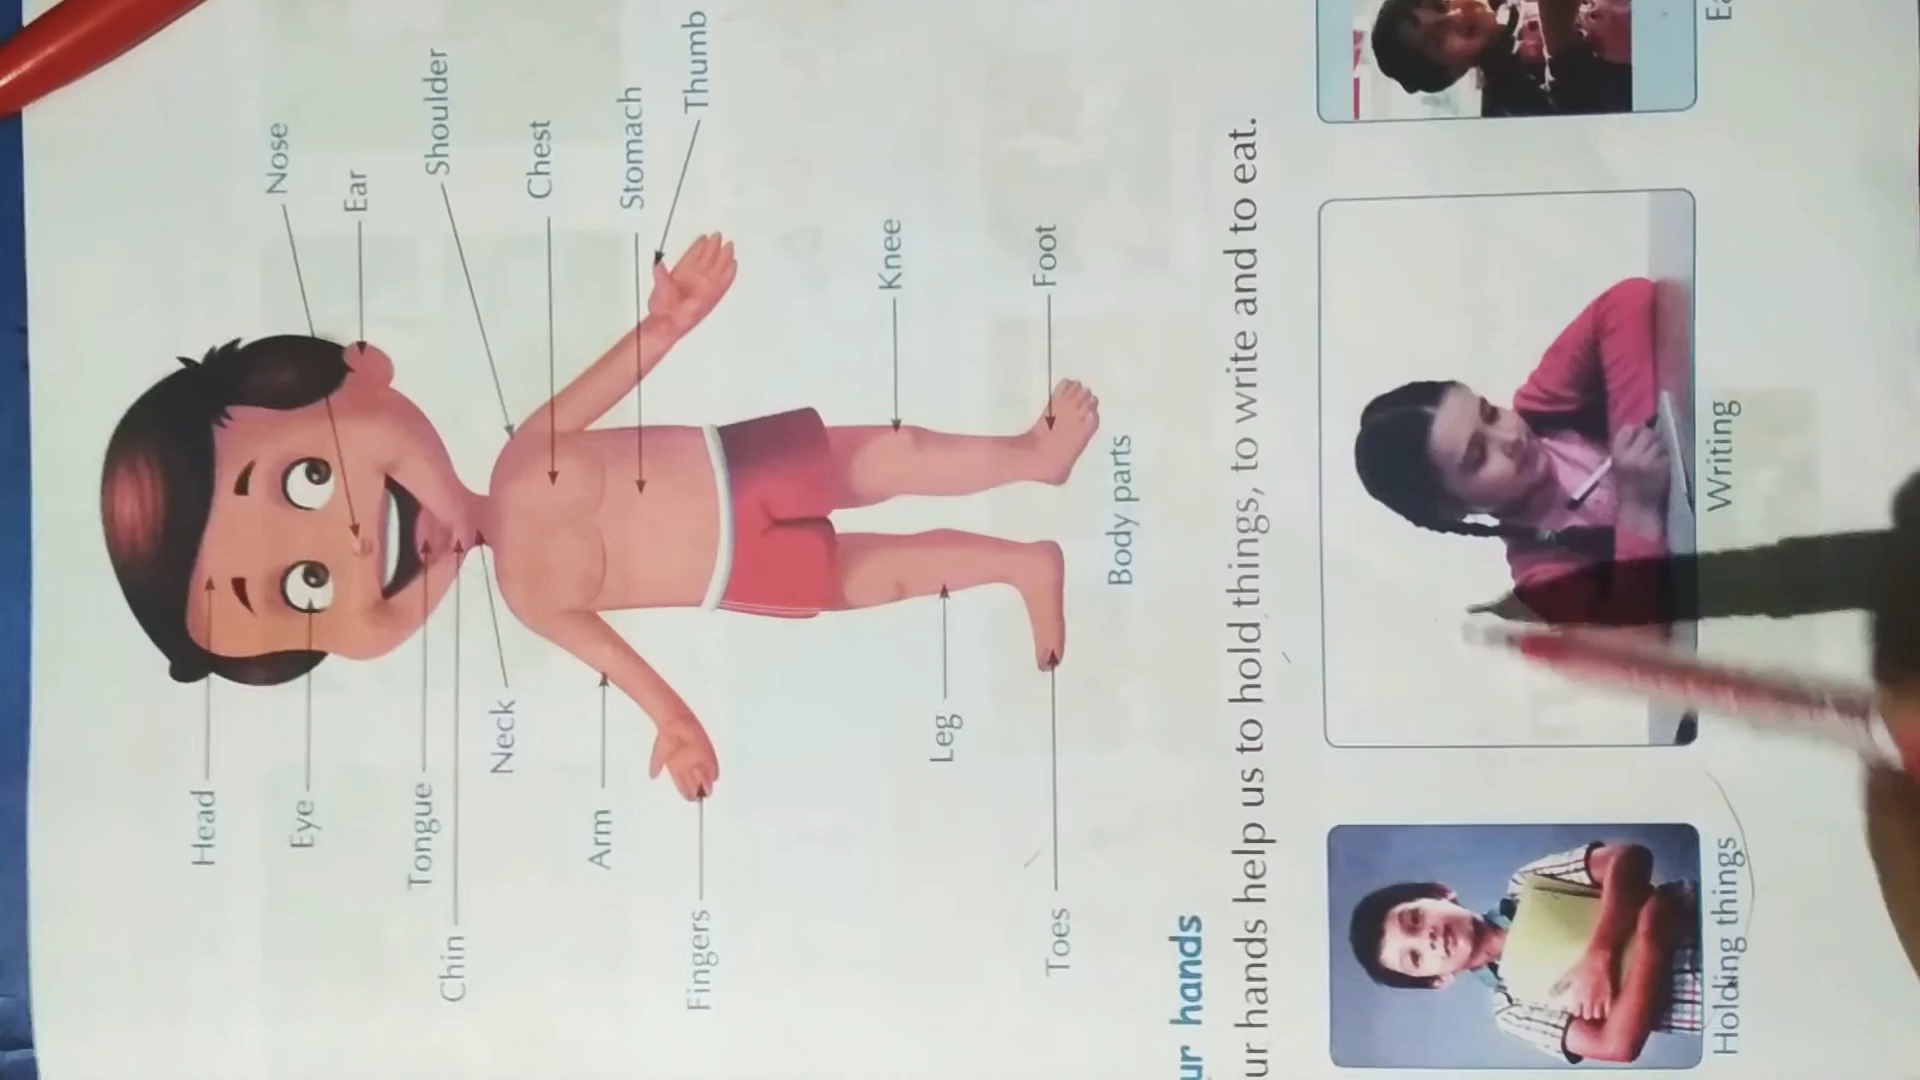 Head
Nose
Eye
Ear
Tongue
Shoulder
Chin
Neck
Chest
Arm
Stomach
Fingers
Thumb
Knee
Leg
Foot
Toes
Body parts
ur hands
ur hands help us to hold things, to write and to eat.
Holding things
Writing
Ea